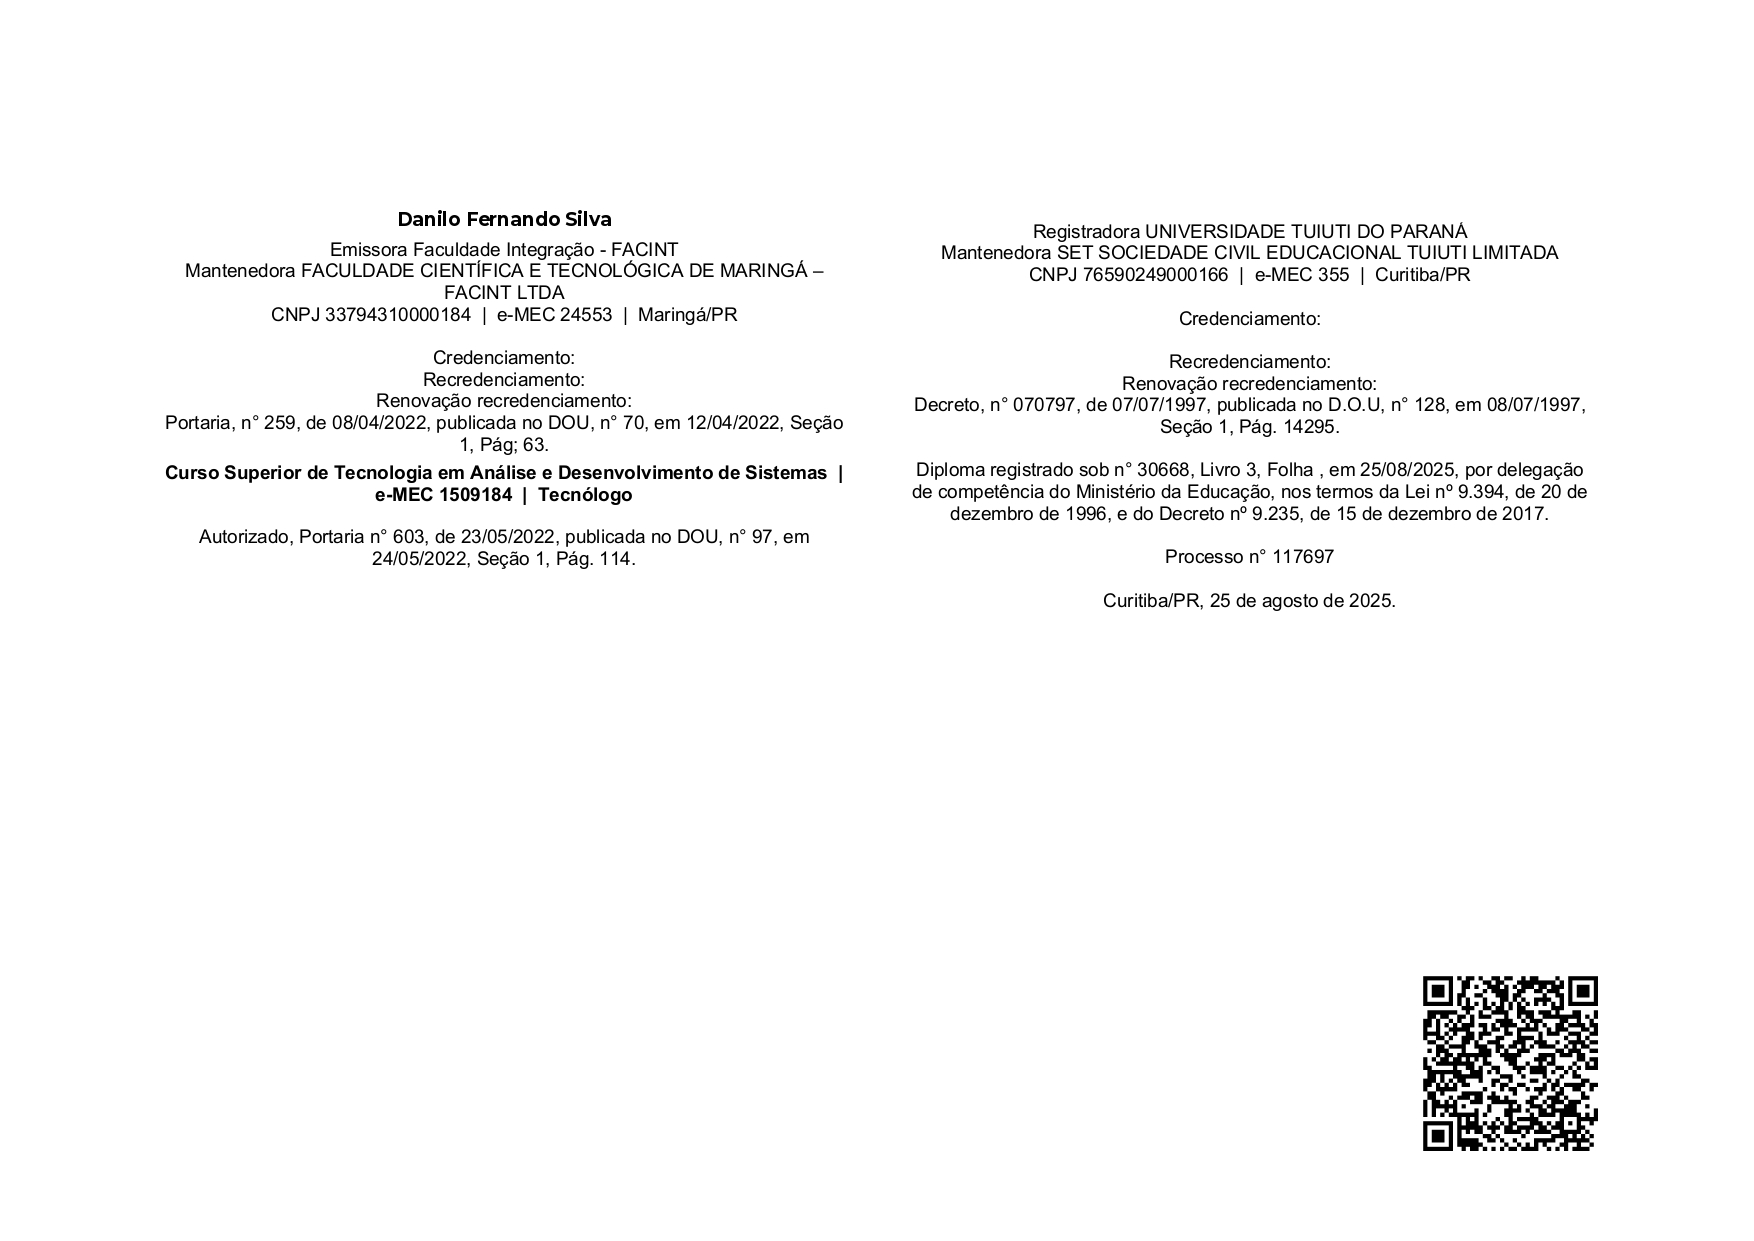 Danilo Fernando Silva
Emissora Faculdade Integração - FACINT
Mantenedora FACULDADE CIENTÍFICA E TECNOLÓGICA DE MARINGÁ –
FACINT LTDA
CNPJ 33794310000184 | e-MEC 24553 | Maringá/PR
Credenciamento:
Recredenciamento:
Renovação recredenciamento:
Portaria, n° 259, de 08/04/2022, publicada no DOU, n° 70, em 12/04/2022, Seção
1, Pág; 63.
Curso Superior de Tecnologia em Análise e Desenvolvimento de Sistemas |
e-MEC 1509184 | Tecnólogo
Autorizado, Portaria n° 603, de 23/05/2022, publicada no DOU, n° 97, em
24/05/2022, Seção 1, Pág. 114.
Registradora UNIVERSIDADE TUIUTI DO PARANÁ
Mantenedora SET SOCIEDADE CIVIL EDUCACIONAL TUIUTI LIMITADA
CNPJ 76590249000166 | e-MEC 355 | Curitiba/PR
Credenciamento:
Recredenciamento:
Renovação recredenciamento:
Decreto, n° 070797, de 07/07/1997, publicada no D.O.U, n° 128, em 08/07/1997,
Seção 1, Pág. 14295.
Diploma registrado sob n° 30668, Livro 3, Folha , em 25/08/2025, por delegação
de competência do Ministério da Educação, nos termos da Lei nº 9.394, de 20 de
dezembro de 1996, e do Decreto nº 9.235, de 15 de dezembro de 2017.
Processo n° 117697
Curitiba/PR, 25 de agosto de 2025.